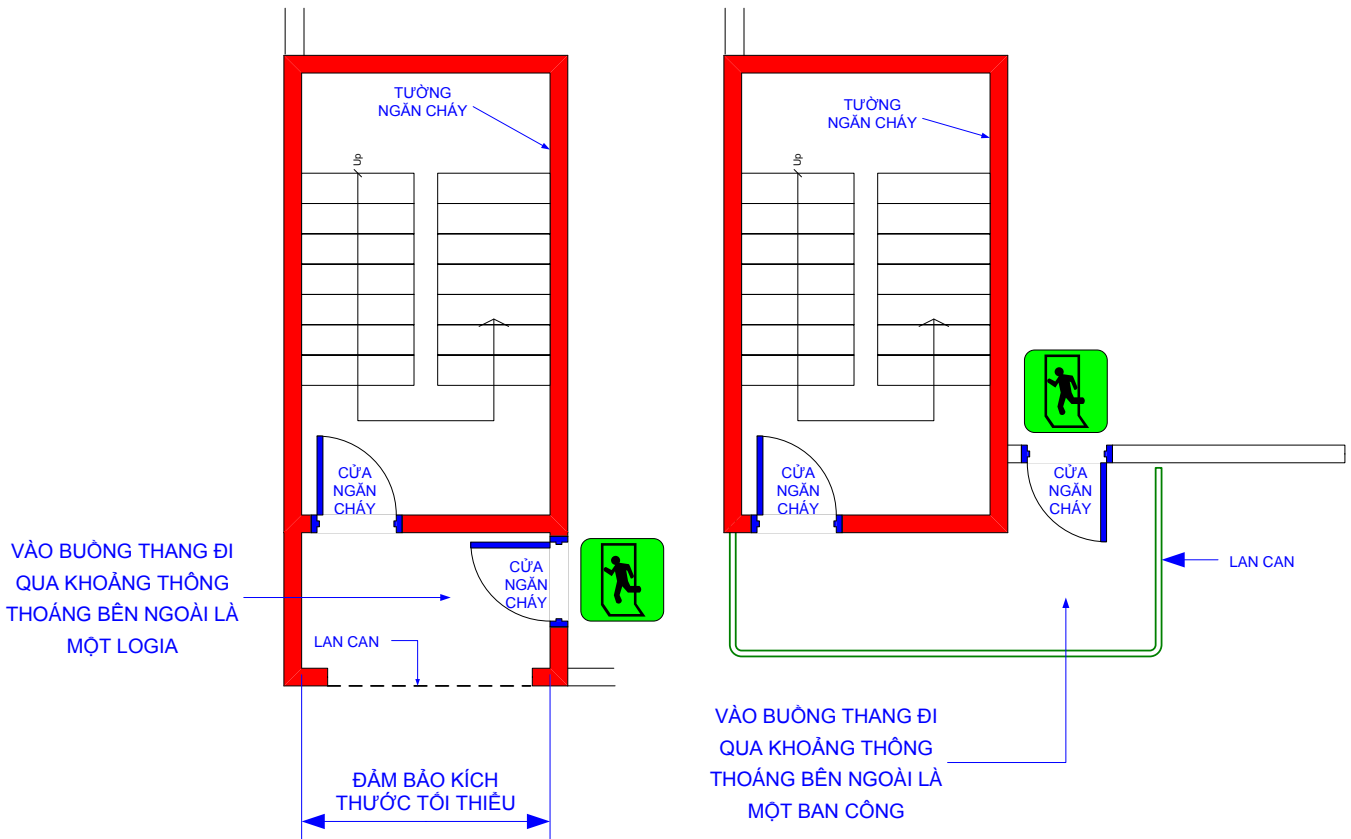 TƯỜNG
NGĂN CHÁY
Up
CỬA
NGĂN
CHÁY
VÀO BUỒNG THANG ĐI
QUA KHOẢNG THÔNG
THOÁNG BÊN NGOÀI LÀ
MỘT LOGIA
CỬA
NGĂN
CHÁY
LAN CAN
ĐẢM BẢO KÍCH
THƯỚC TỐI THIỂU
TƯỜNG
NGĂN CHÁY
Up
CỬA
NGĂN
CHÁY
CỬA
NGĂN
CHÁY
LAN CAN
VÀO BUỒNG THANG ĐI
QUA KHOẢNG THÔNG
THOÁNG BÊN NGOÀI LÀ
MỘT BAN CÔNG